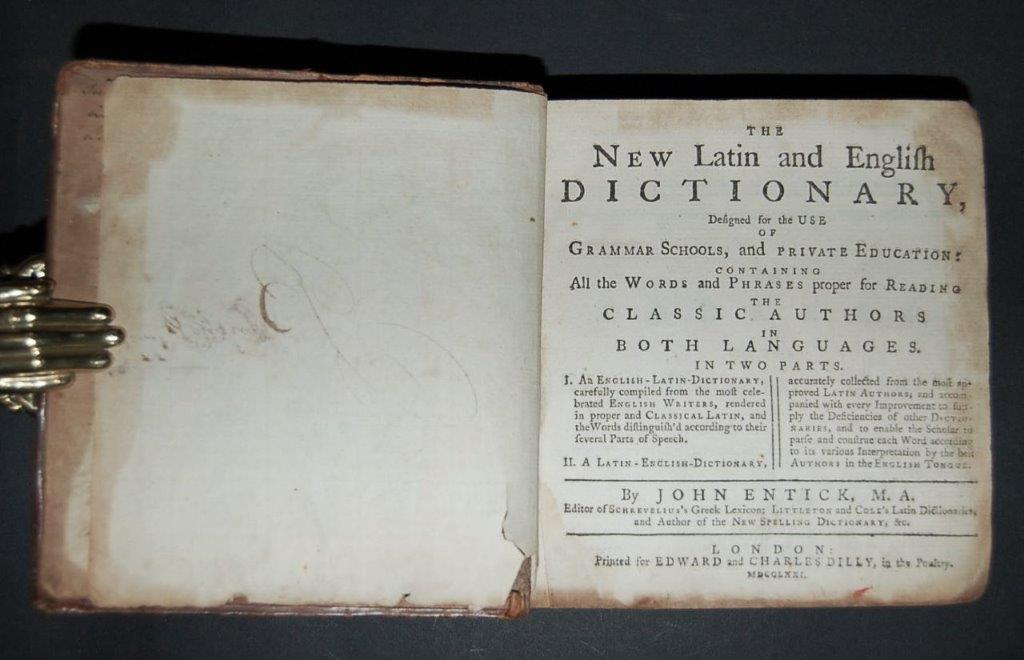 THE
NEW Latin and Engliſh
DICTIONARY,
Deſigned for the USE
OF
GRAMMAR SCHOOLS, and PRIVATE EDUCATION:
CONTAINING
All the WORDS and PHRASES proper for READING
THE
CLASSIC AUTHORS
IN
BOTH LANGUAGES.
IN TWO PARTS.
I. An ENGLISH-LATIN-DICTIONARY,
carefully compiled from the moſt cele-
brated ENGLISH WRITERS, rendered
in proper and CLASSICAL LATIN, and
the Words diſtinguiſh'd according to their
ſeveral Parts of Speech.
II. A LATIN-ENGLISH-DICTIONARY,
accurately collected from the moſt ap-
proved LATIN AUTHORS, and accom-
panied with every Improvement to ſup-
ply the Deficiencies of other DICTIO-
NARIES, and to enable the Scholar to
parſe and conſtrue each Word according
to its various Interpretation by the beſt
AUTHORS in the ENGLISH TONGUE.
By JOHN ENTICK, M. A.
Editor of SCHREVELIUS's Greek Lexicon; LITTLETON and COLE's Latin Dictionaries,
and Author of the NEW SPELLING DICTIONARY, &c.
LONDON:
Printed for EDWARD and CHARLES DILLY, in the Poultry.
MDCCLXXI.